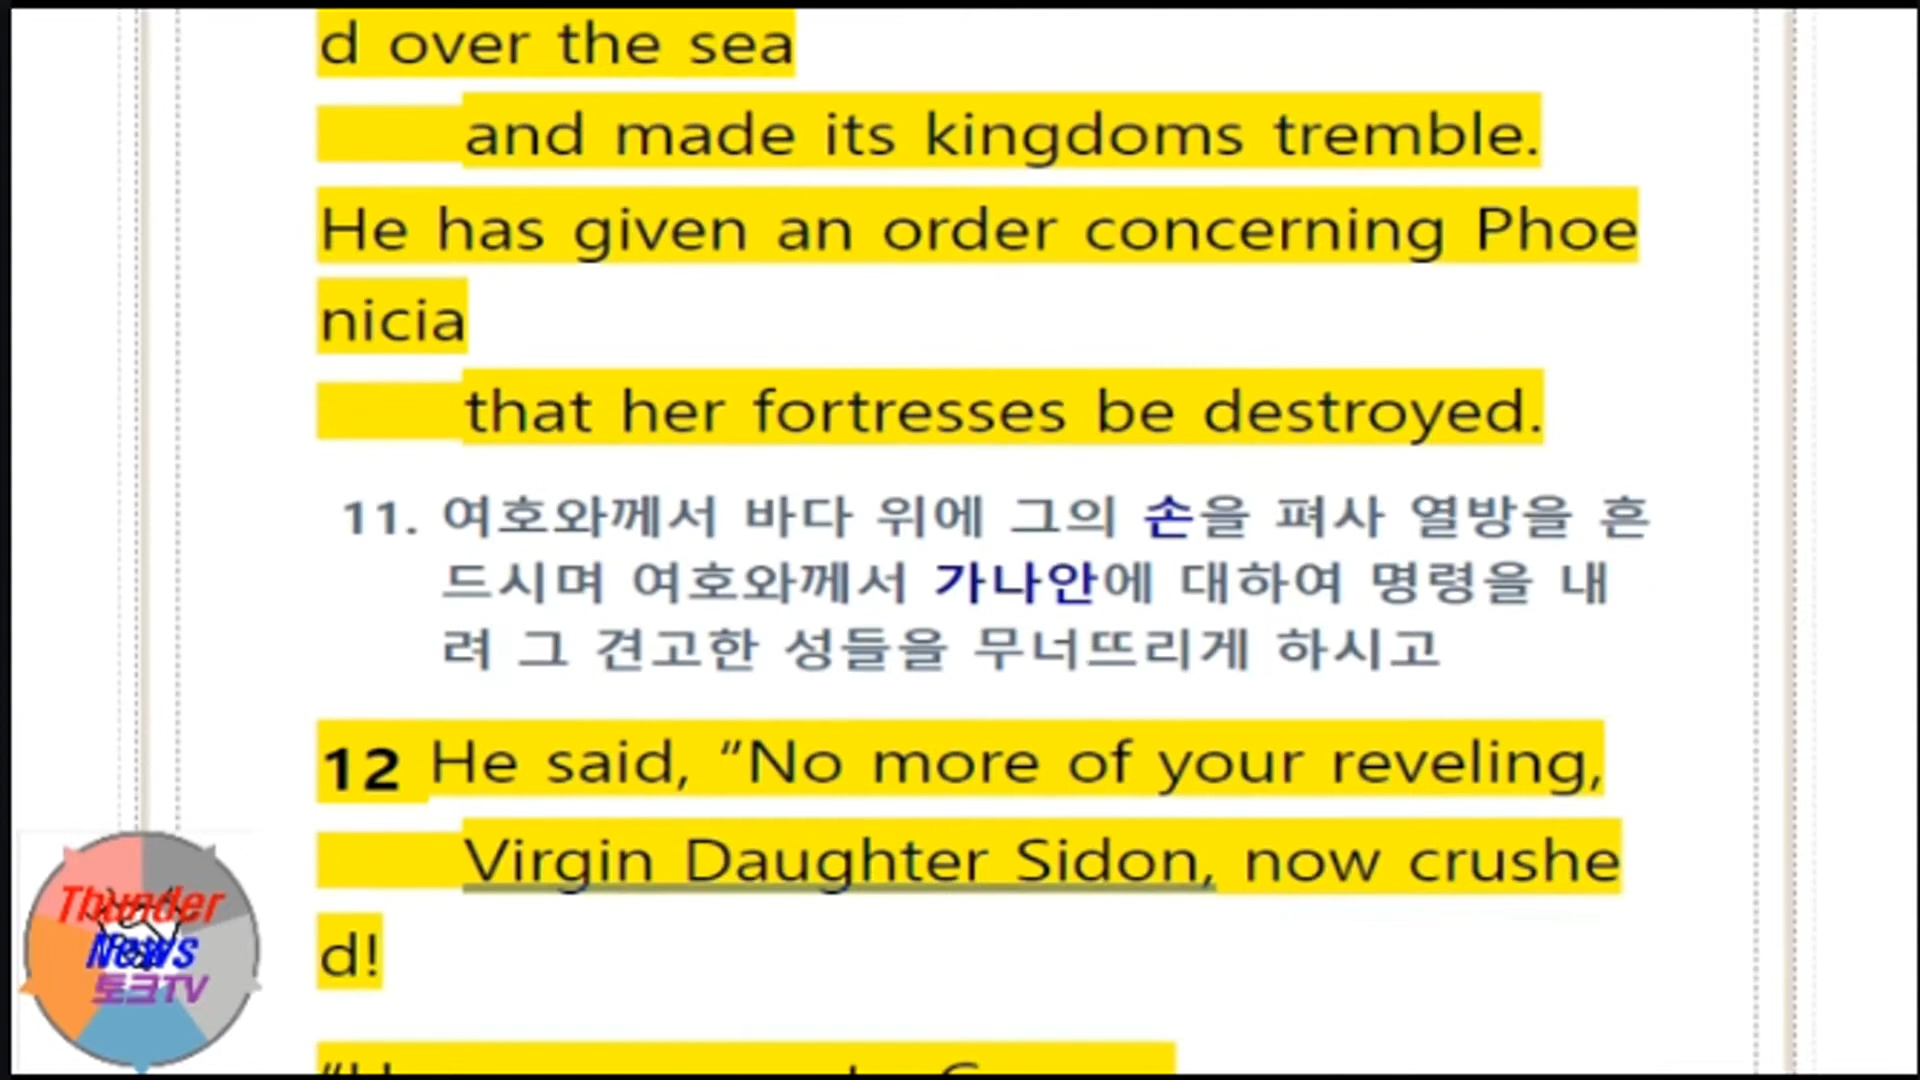 d over the sea
and made its kingdoms tremble.
He has given an order concerning Phoe
nicia
that her fortresses be destroyed.
11. 여호와께서 바다 위에 그의 손을 펴사 열방을 흔
드시며 여호와께서 가나안에 대하여 명령을 내
려 그 견고한 성들을 무너뜨리게 하시고
12 He said, “No more of your reveling,
Virgin Daughter Sidon, now crushe
d!
Thunder
News
토크TV